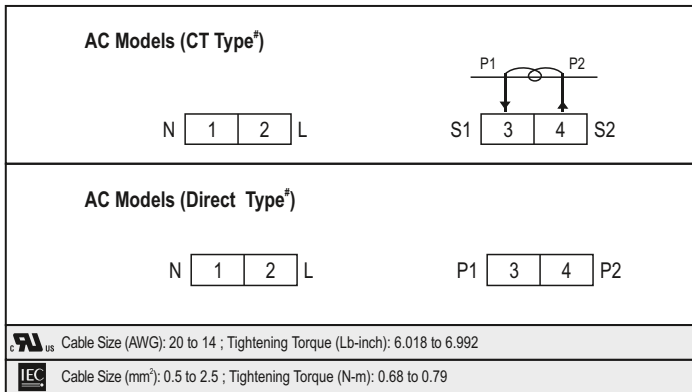 AC Models (CT Type#)
P1 P2
N 1 2 L S1 3 4 S2
AC Models (Direct Type#)
N 1 2 L P1 3 4 P2
c RU us Cable Size (AWG): 20 to 14 ; Tightening Torque (Lb-inch): 6.018 to 6.992
IEC Cable Size (mm²): 0.5 to 2.5 ; Tightening Torque (N-m): 0.68 to 0.79